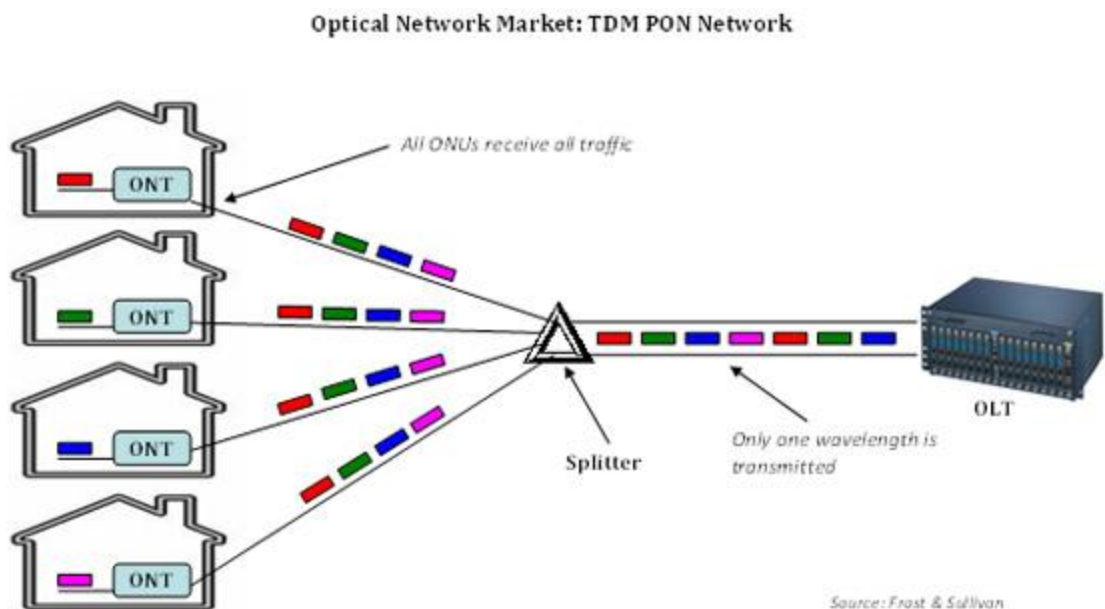 Optical Network Market: TDM PON Network
All ONUs receive all traffic
ONT
ONT
ONT
ONT
Splitter
Only one wavelength is
transmitted
OLT
Source: Frost & Sullivan